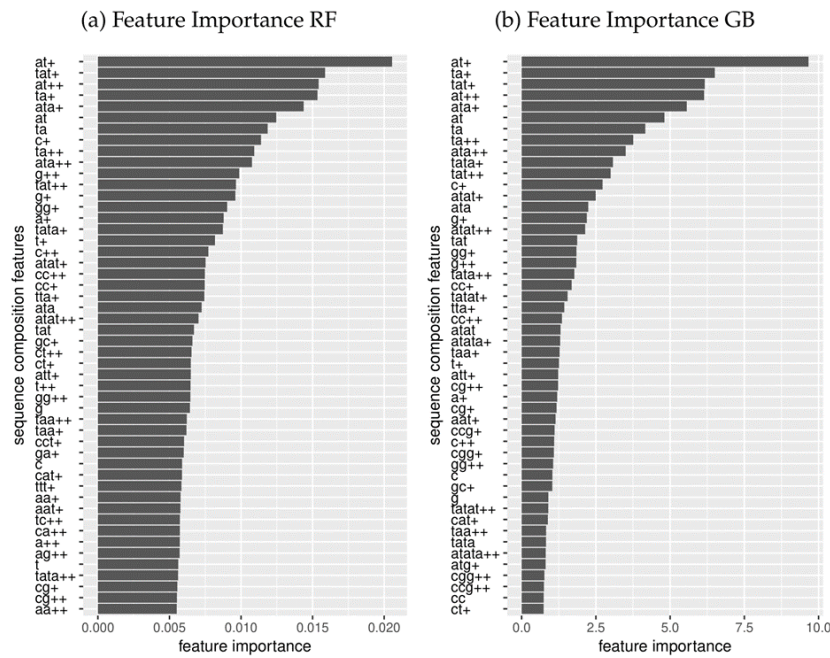 (a) Feature Importance RF
at+
tat+
at++
ta+
ata+
at
ta
c+
ta++
ata++
g++
tat++
g+
gg+
a+
tata+
t+
c++
atat+
cc++
cc+
tta+
ata
atat++
tat
gc+
ct++
ct+
att+
t++
gg++
g
taa++
taa+
cct+
ga+
c
cat+
ttt+
aa+
aat+
tc++
ca++
a++
ag++
t
tata++
cg+
cg++
aa++
sequence composition features
0.000 0.005 0.010 0.015 0.020
feature importance
(b) Feature Importance GB
at+
ta+
tat+
at++
ata+
at
ta
ta++
ata++
tata+
tat++
c+
atat+
ata
g+
atat++
tat
gg+
g++
tata++
cc+
tatat+
tta+
cc++
atat
atata+
taa+
t+
att+
cg++
a+
cg+
aat+
ccg+
c++
cgg+
gg++
c
gc+
g
tatat++
cat+
taa++
tata
atata++
atg+
cgg++
ccg++
cc
ct+
sequence composition features
0.0 2.5 5.0 7.5 10.0
feature importance